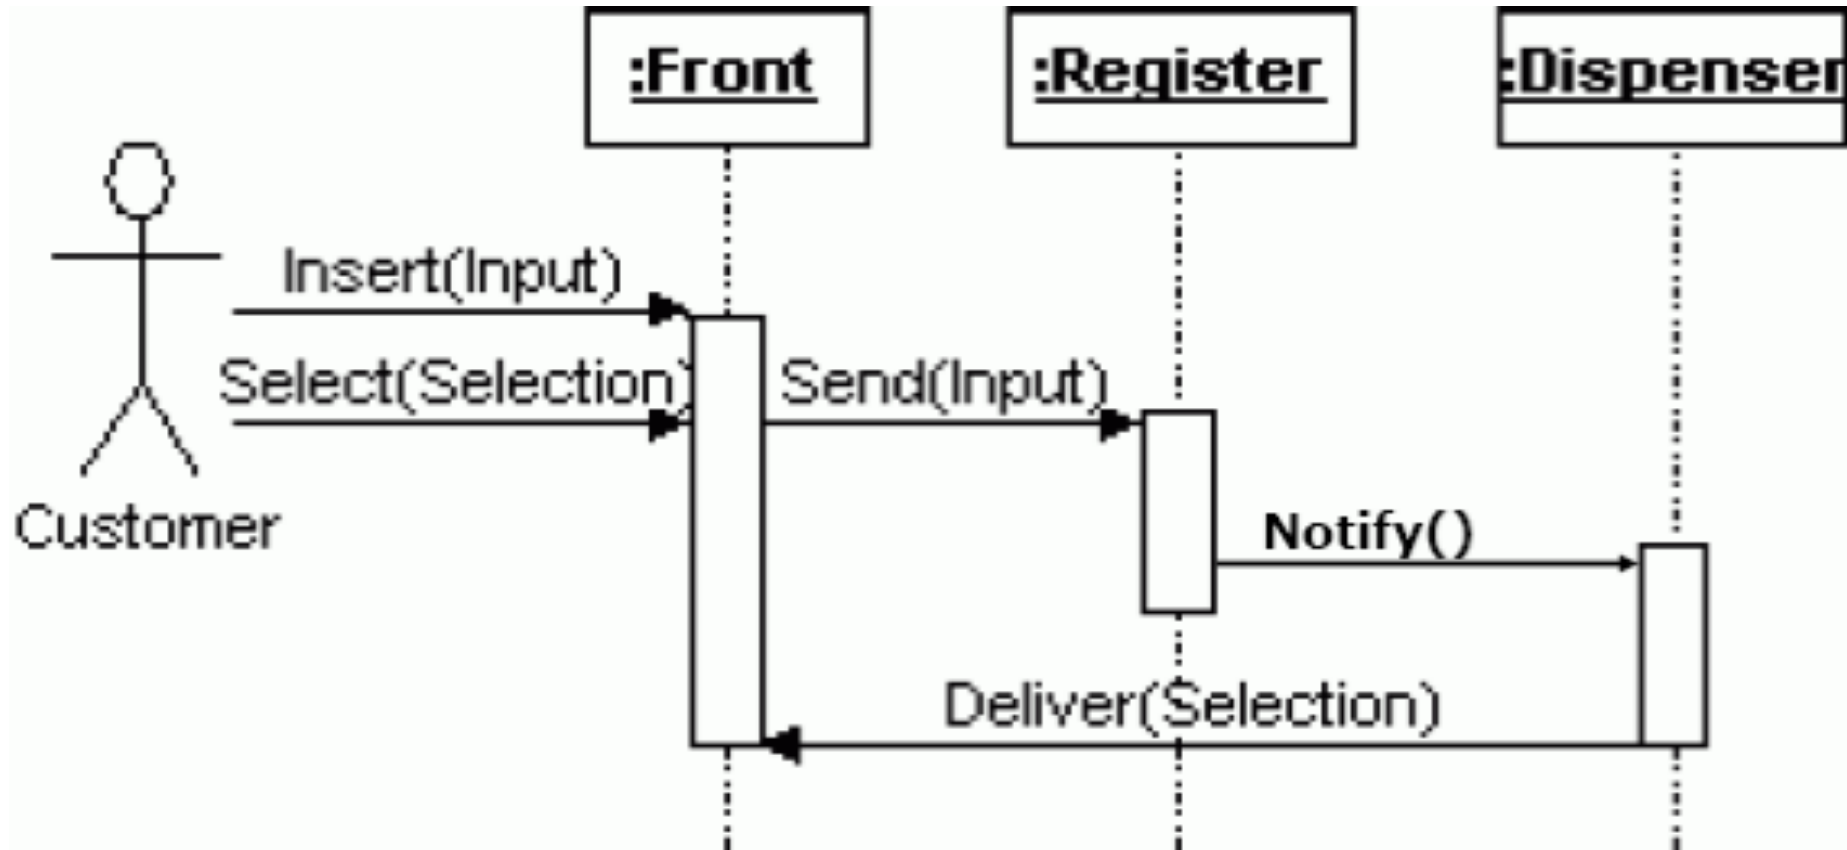 :Front
:Register
:Dispenser
Insert(Input)
Select(Selection)
Send(Input)
Customer
Notify()
Deliver(Selection)